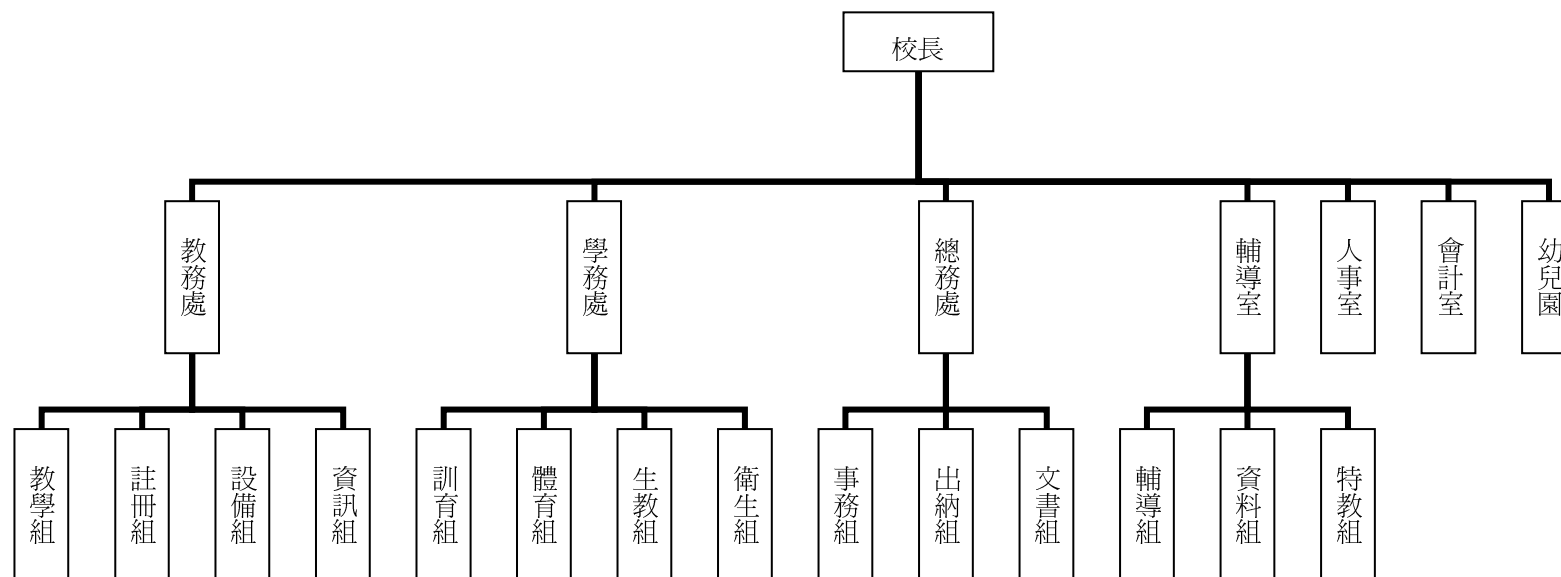 校長
教務處
學務處
總務處
輔導室
人事室
會計室
幼兒園
教學組
註冊組
設備組
資訊組
訓育組
體育組
生教組
衛生組
事務組
出納組
文書組
輔導組
資料組
特教組